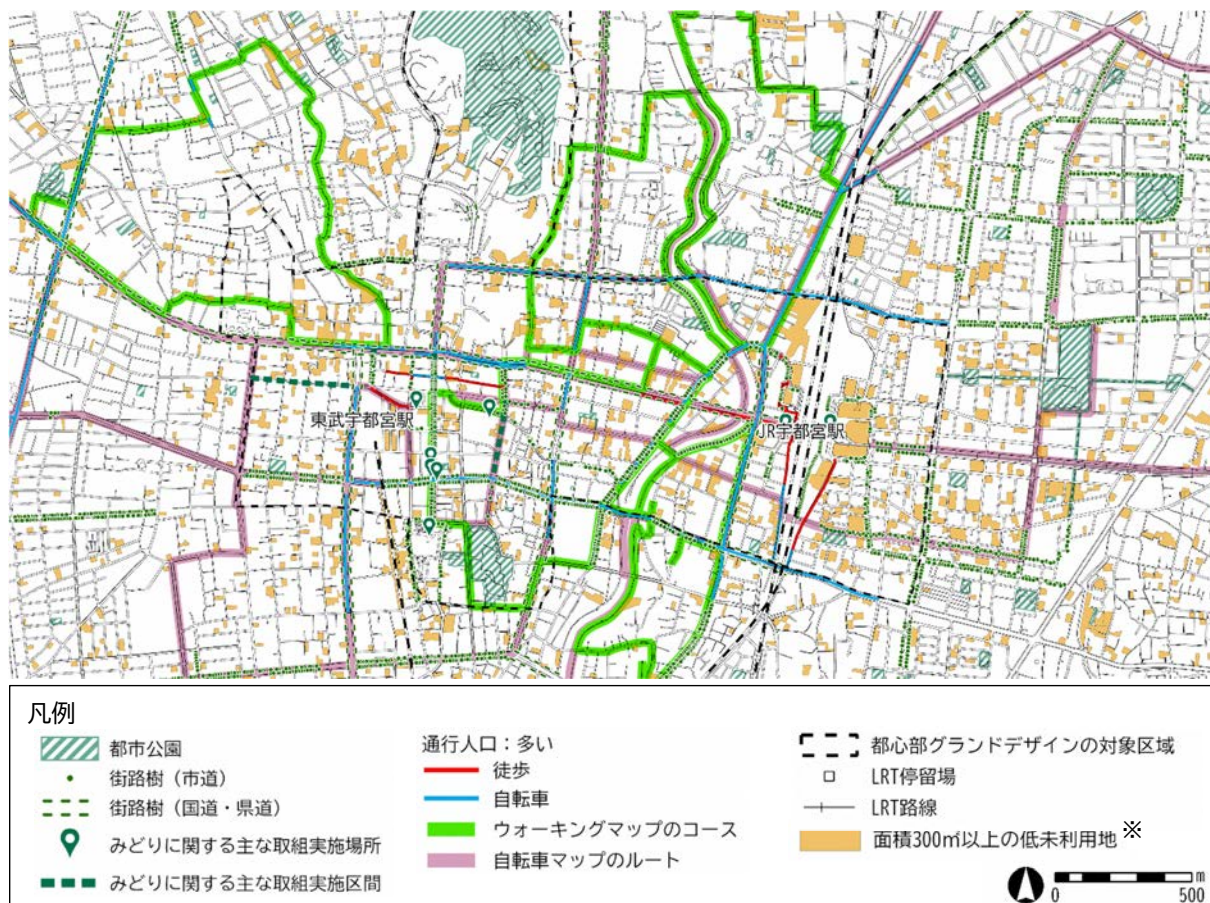 東武宇都宮駅
JR宇都宮駅
凡例
都市公園
街路樹（市道）
街路樹（国道・県道）
みどりに関する主な取組実施場所
みどりに関する主な取組実施区間
通行人口：多い
徒歩
自転車
ウォーキングマップのコース
自転車マップのルート
都心部グランドデザインの対象区域
LRT停留場
LRT路線
面積300㎡以上の低未利用地※
m
0 500